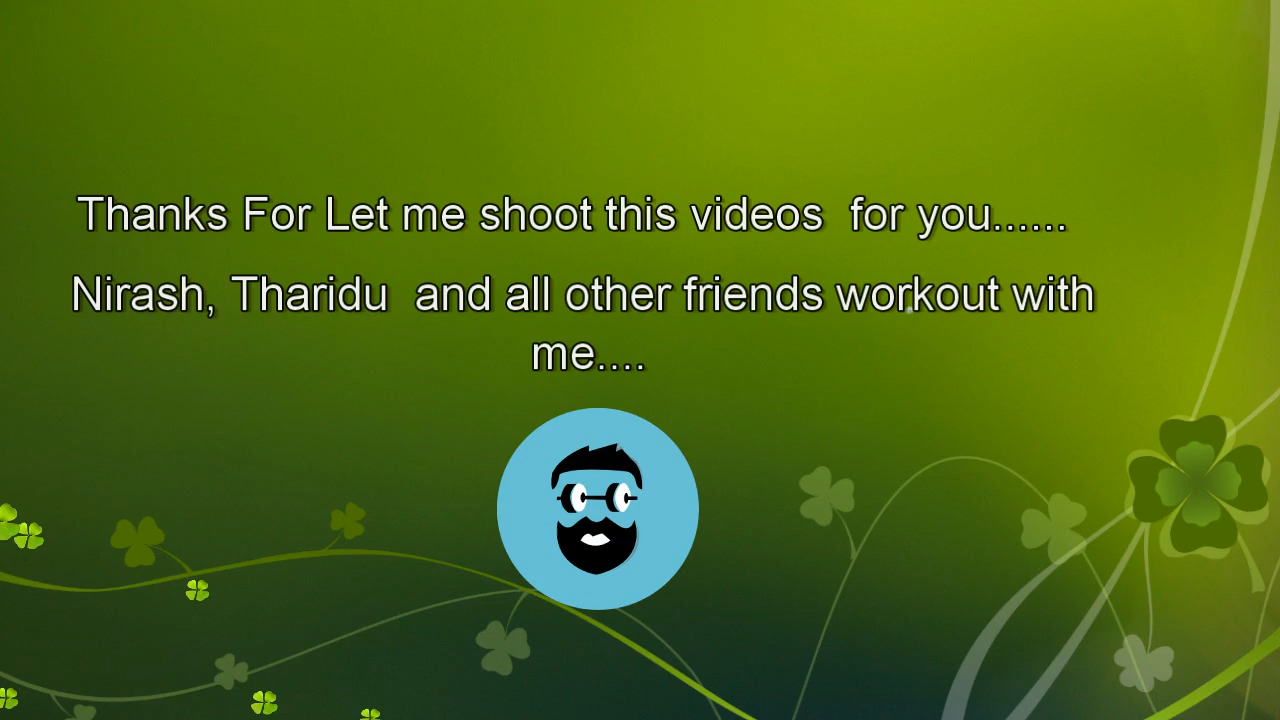 Thanks For Let me shoot this videos  for you......
Nirash, Tharidu  and all other friends workout with
me....